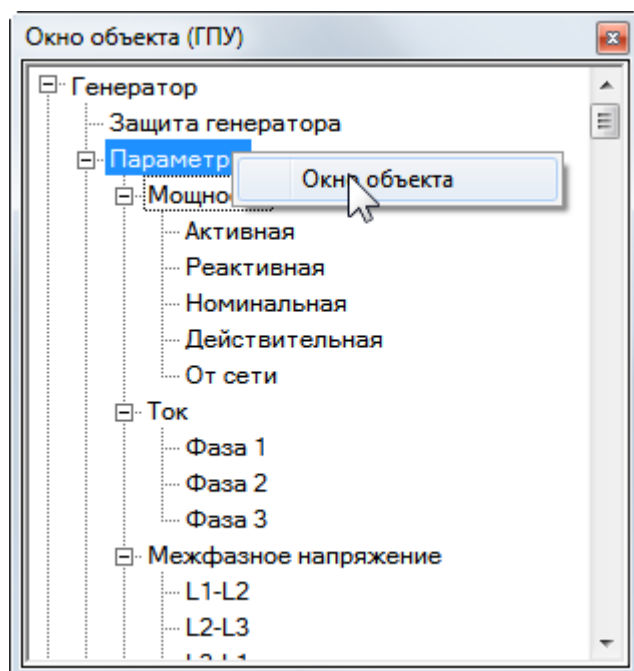 Окно объекта (ГПУ)
Генератор
Защита генератора
Параметр
Окно объекта
Мощно
Активная
Реактивная
Номинальная
Действительная
От сети
Ток
Фаза 1
Фаза 2
Фаза 3
Межфазное напряжение
L1-L2
L2-L3